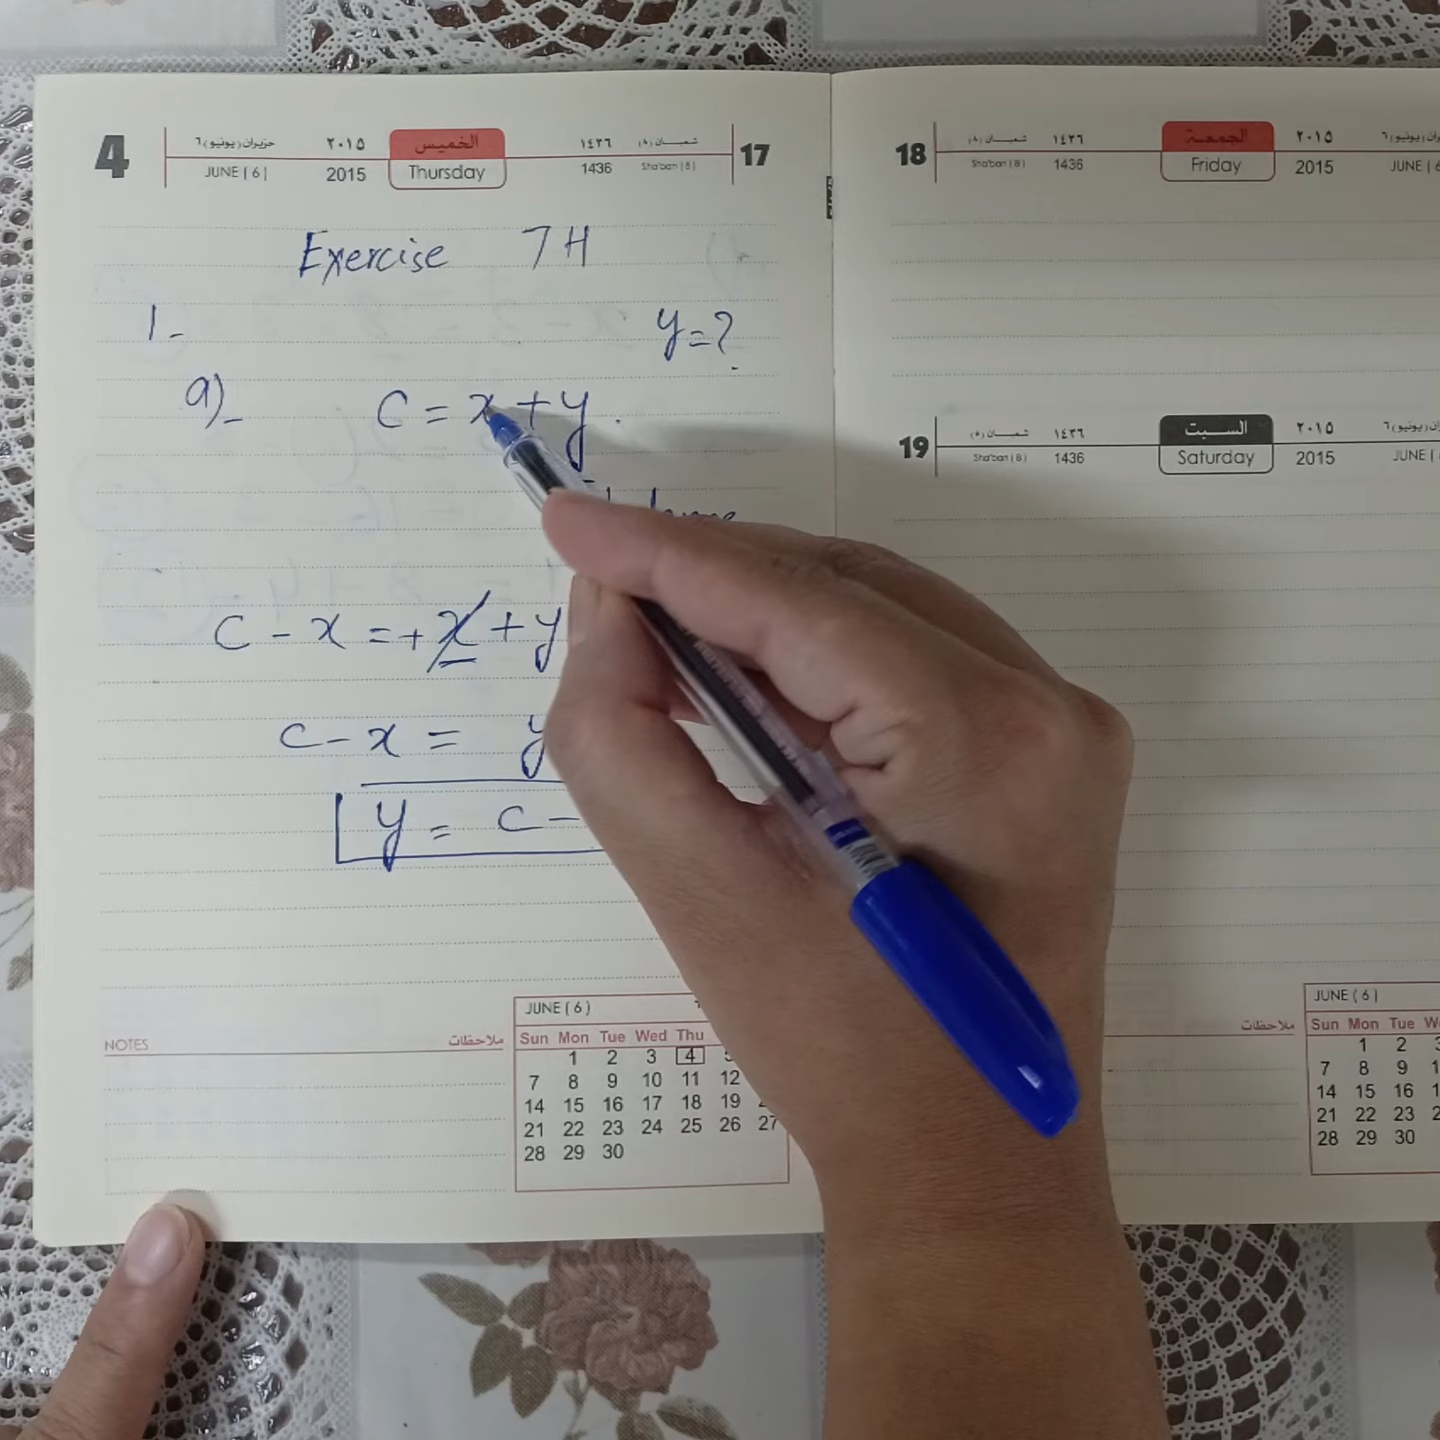 4
حزيران (يونيو) ٦ ٢٠١٥ الخميس ١٤٣٦ شعبان (٨)
JUNE ( 6 ) 2015 Thursday 1436 Sha'ban ( 8 )
17
Exercise 7H
1- y=?
a)- C = x + y .
C - x = + x + y
C - x = y
y = C -
NOTES ملاحظات
JUNE ( 6 )
Sun Mon Tue Wed Thu
1 2 3 4
7 8 9 10 11 12
14 15 16 17 18 19
21 22 23 24 25 26 27
28 29 30
18
شعبان (٨) ١٤٣٦ الجمعة ٢٠١٥
Sha'ban ( 8 ) 1436 Friday 2015 JUNE ( 6
19
شعبان (٨) ١٤٣٦ السبت ٢٠١٥
Sha'ban ( 8 ) 1436 Saturday 2015 JUNE (
ملاحظات
JUNE ( 6 )
Sun Mon Tue
1 2
7 8 9
14 15 16
21 22 23
28 29 30